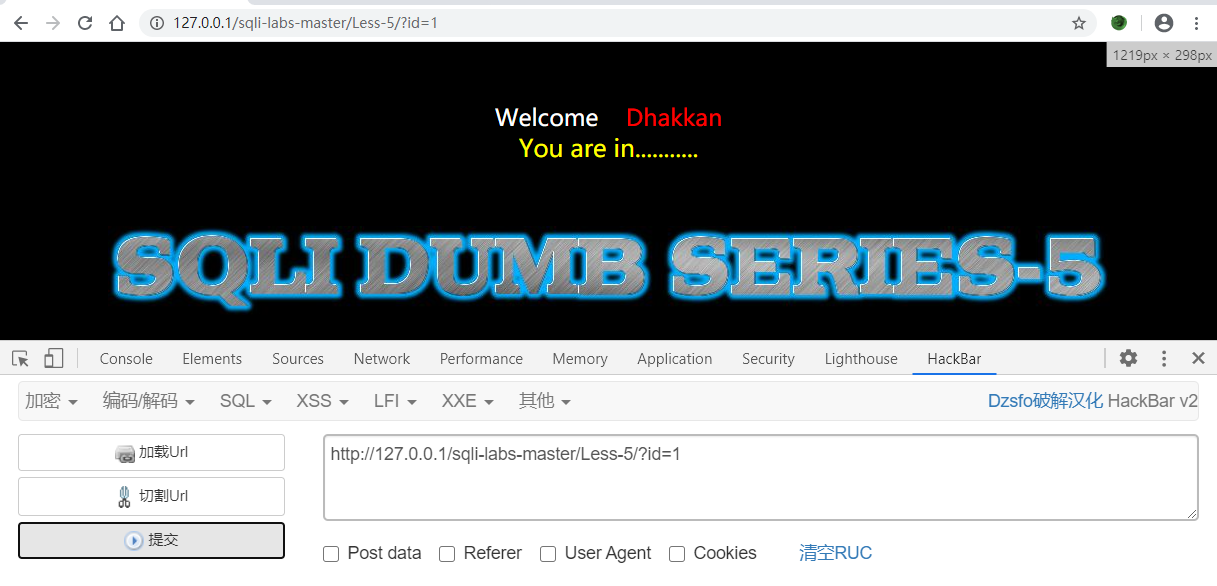 127.0.0.1/sqli-labs-master/Less-5/?id=1
1219px × 298px
Welcome Dhakkan
You are in...........
SQLI DUMB SERIES-5
Console Elements Sources Network Performance Memory Application Security Lighthouse HackBar
加密 编码/解码 SQL XSS LFI XXE 其他 Dzsfo破解汉化 HackBar v2
加载Url
http://127.0.0.1/sqli-labs-master/Less-5/?id=1
切割Url
提交
Post data Referer User Agent Cookies 清空RUC